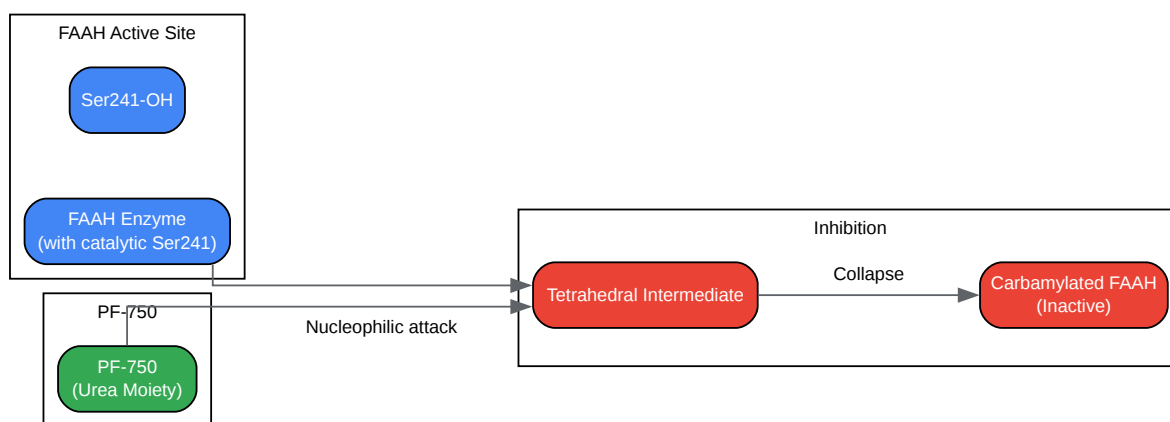 FAAH Active Site
Ser241-OH
FAAH Enzyme
(with catalytic Ser241)
PF-750
PF-750
(Urea Moiety)
Nucleophilic attack
Inhibition
Tetrahedral Intermediate
Collapse
Carbamylated FAAH
(Inactive)